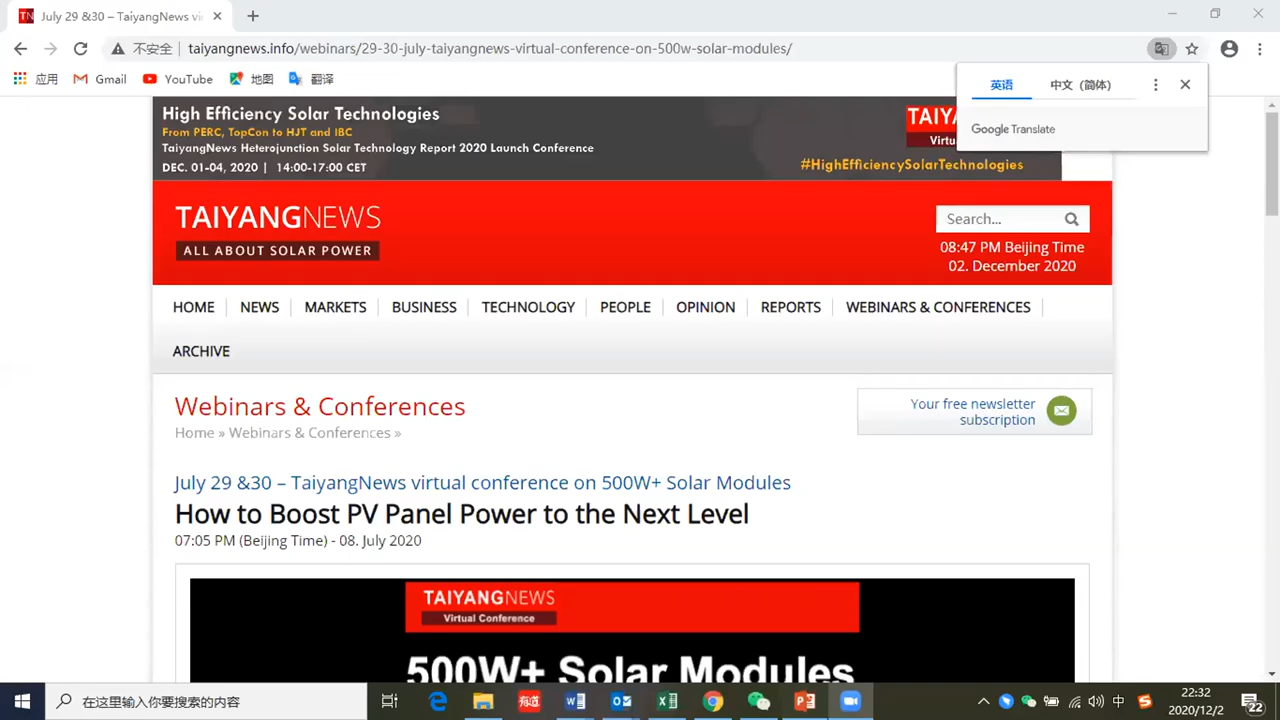 July 29 &30 – TaiyangNews vi
不安全
taiyangnews.info/webinars/29-30-july-taiyangnews-virtual-conference-on-500w-solar-modules/
应用
Gmail
YouTube
地图
翻译
英语
中文（简体）
Google Translate
High Efficiency Solar Technologies
From PERC, TopCon to HJT and IBC
TaiyangNews Heterojunction Solar Technology Report 2020 Launch Conference
DEC. 01-04, 2020 | 14:00-17:00 CET
TAIYA
Virtu
#HighEfficiencySolarTechnologies
TAIYANGNEWS
ALL ABOUT SOLAR POWER
Search...
08:47 PM Beijing Time
02. December 2020
HOME
NEWS
MARKETS
BUSINESS
TECHNOLOGY
PEOPLE
OPINION
REPORTS
WEBINARS & CONFERENCES
ARCHIVE
Webinars & Conferences
Home » Webinars & Conferences »
Your free newsletter
subscription
July 29 &30 – TaiyangNews virtual conference on 500W+ Solar Modules
How to Boost PV Panel Power to the Next Level
07:05 PM (Beijing Time) - 08. July 2020
TAIYANGNEWS
Virtual Conference
500W+ Solar Modules
在这里输入你要搜索的内容
有道
中
22:32
2020/12/2
22